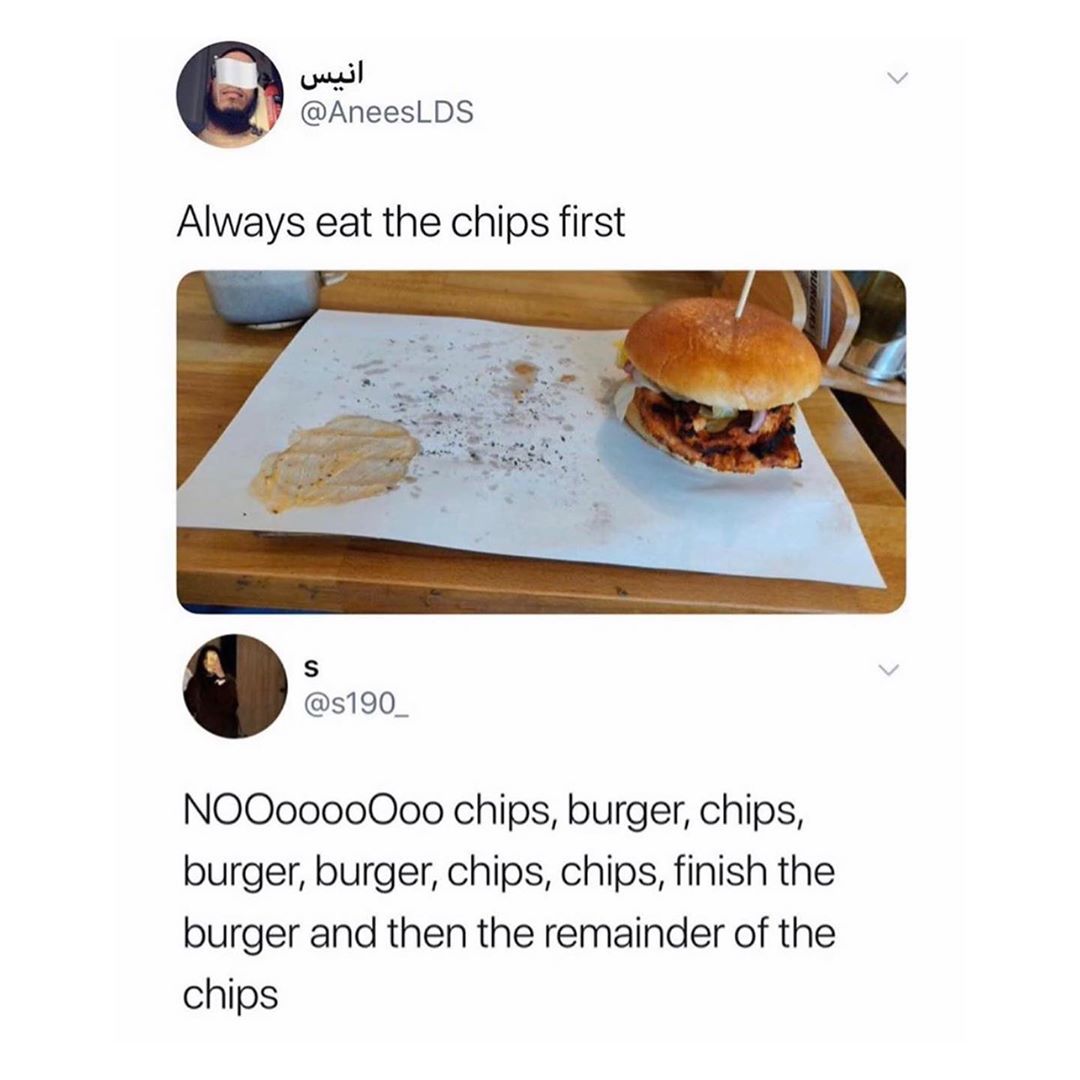 انيس
@AneesLDS
Always eat the chips first
s
@s190_
NOOooooOoo chips, burger, chips,
burger, burger, chips, chips, finish the
burger and then the remainder of the
chips